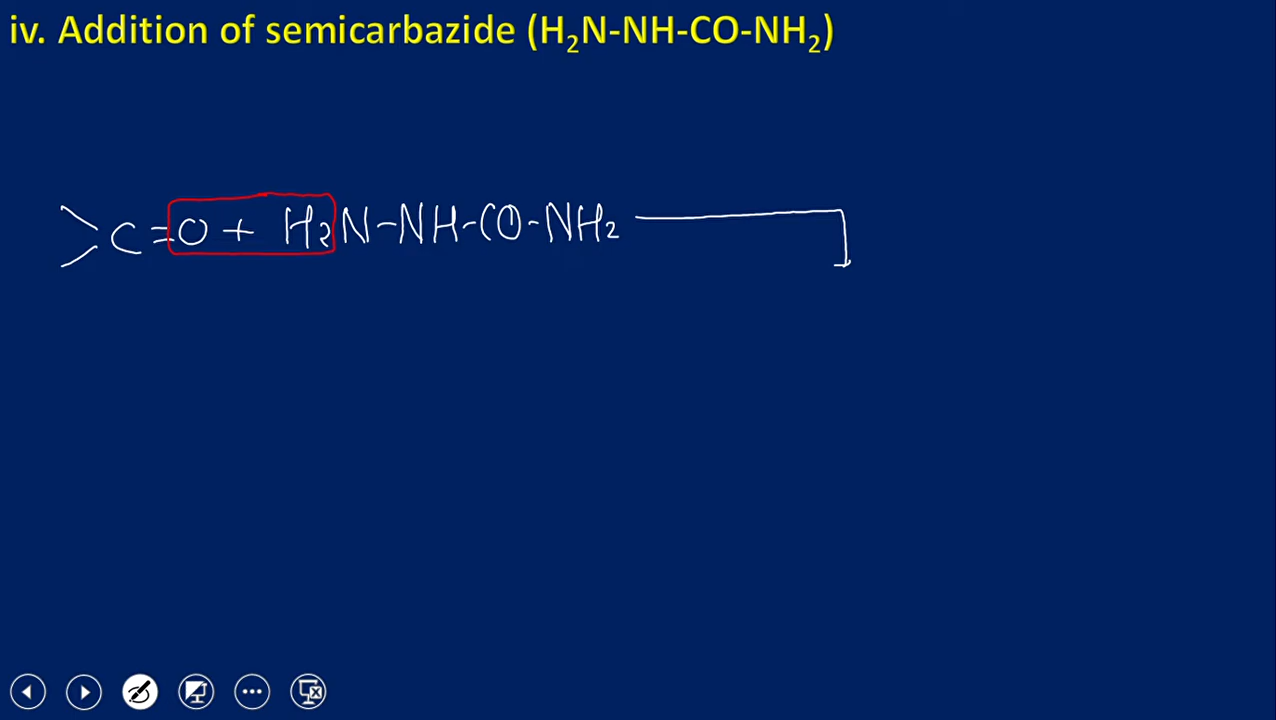 iv. Addition of semicarbazide (H₂N-NH-CO-NH₂)
>C=O + H₂N-NH-CO-NH₂